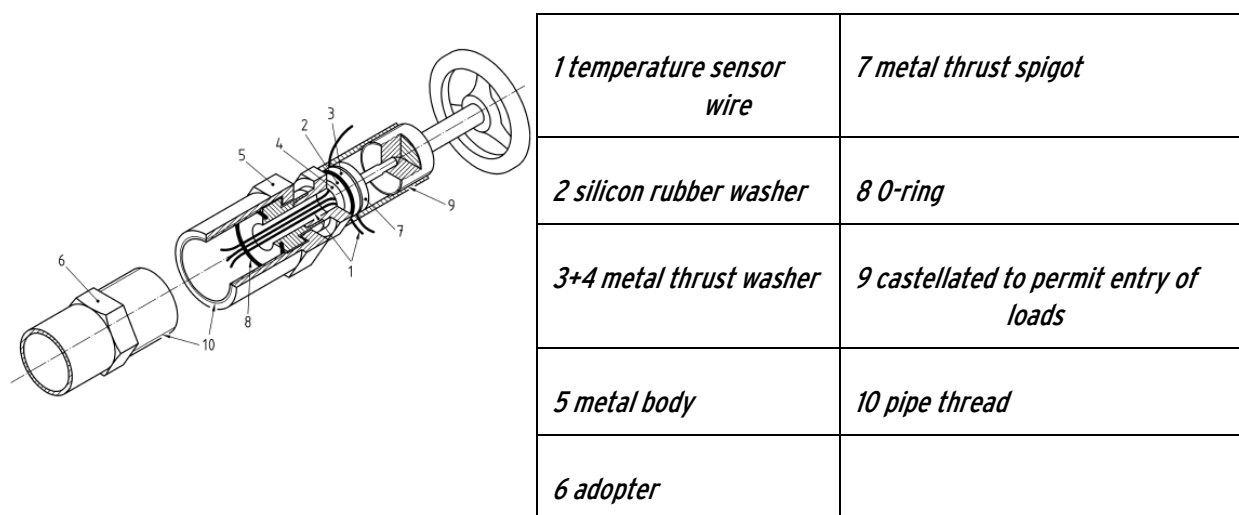 3
2
4
5
9
7
1
6
8
10
1 temperature sensor
wire
7 metal thrust spigot
2 silicon rubber washer
8 O-ring
3+4 metal thrust washer
9 castellated to permit entry of
loads
5 metal body
10 pipe thread
6 adopter